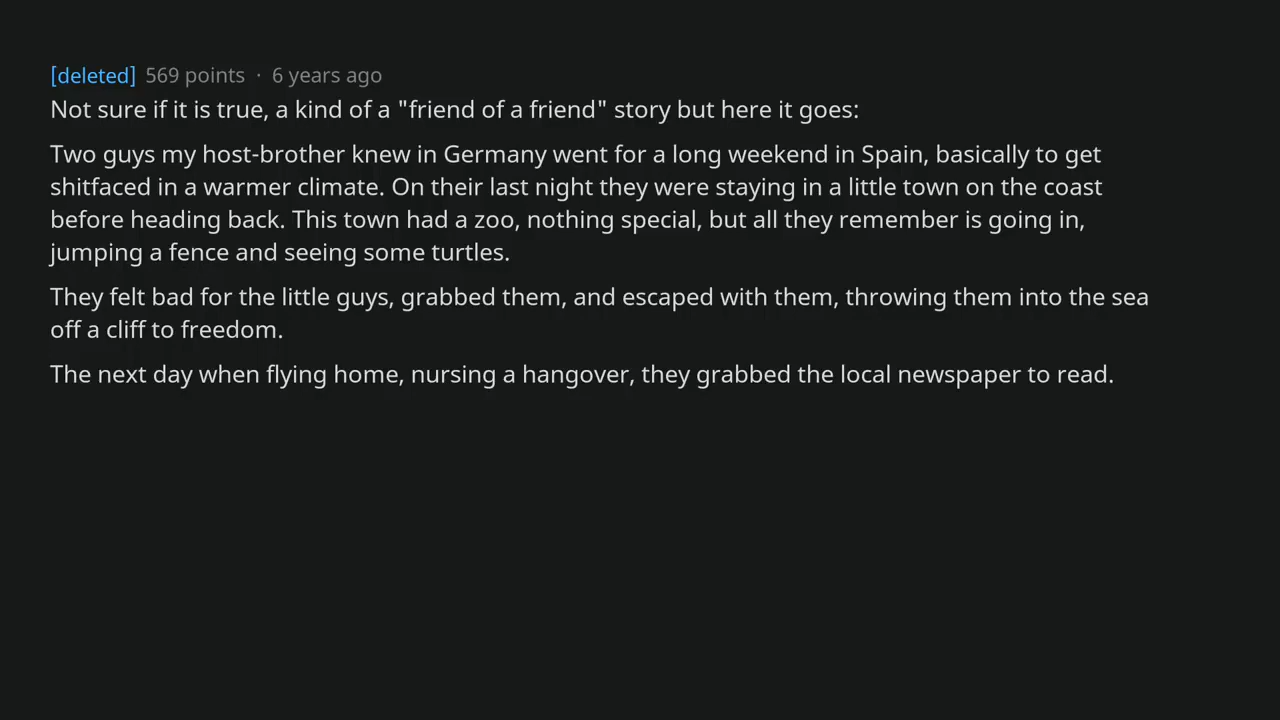 [deleted] 569 points · 6 years ago
Not sure if it is true, a kind of a "friend of a friend" story but here it goes:
Two guys my host-brother knew in Germany went for a long weekend in Spain, basically to get
shitfaced in a warmer climate. On their last night they were staying in a little town on the coast
before heading back. This town had a zoo, nothing special, but all they remember is going in,
jumping a fence and seeing some turtles.
They felt bad for the little guys, grabbed them, and escaped with them, throwing them into the sea
off a cliff to freedom.
The next day when flying home, nursing a hangover, they grabbed the local newspaper to read.